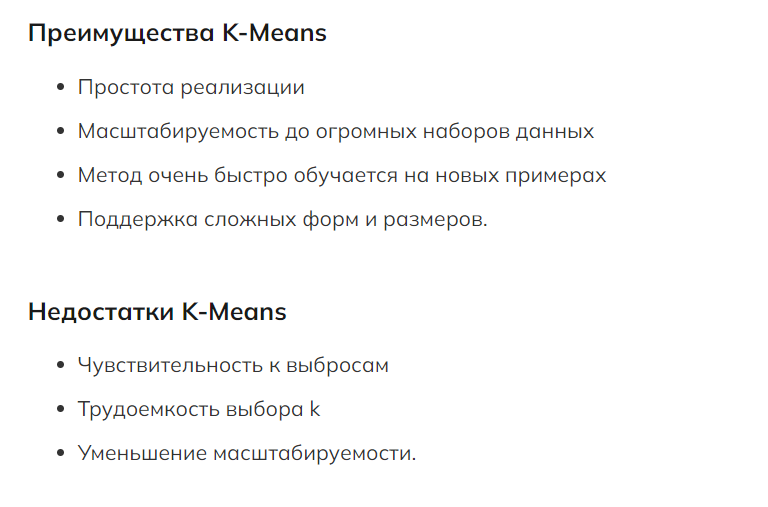 Преимущества K-Means
• Простота реализации
• Масштабируемость до огромных наборов данных
• Метод очень быстро обучается на новых примерах
• Поддержка сложных форм и размеров.
Недостатки K-Means
• Чувствительность к выбросам
• Трудоемкость выбора k
• Уменьшение масштабируемости.